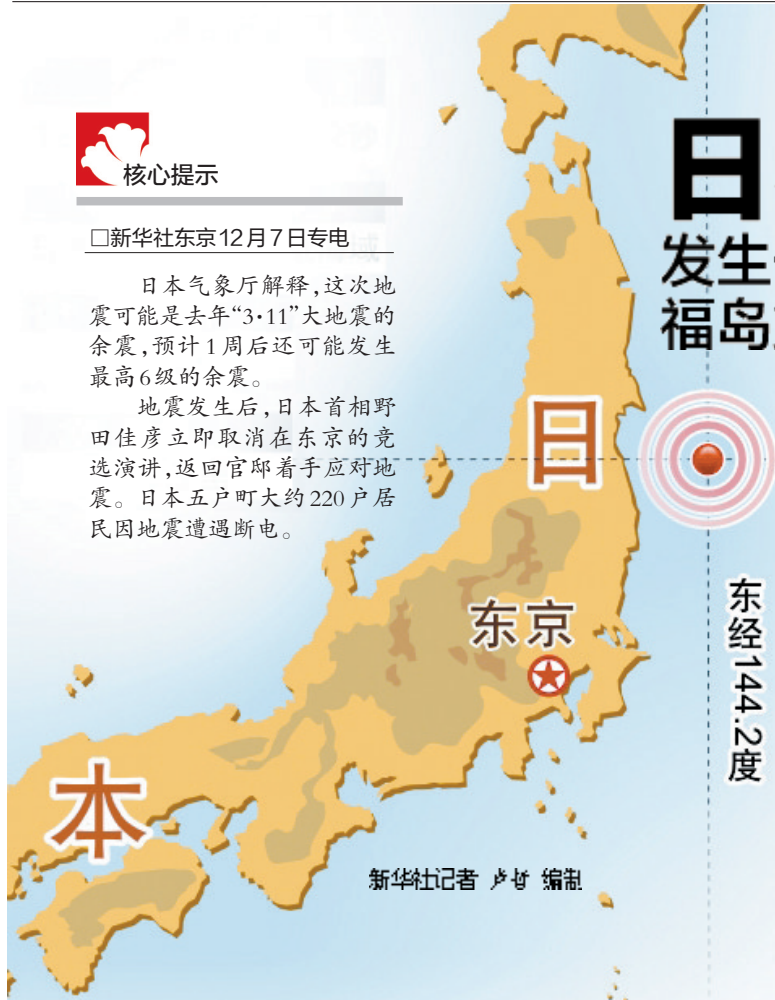 核心提示
□新华社东京12月7日专电
日本气象厅解释,这次地
震可能是去年“3·11”大地震的
余震,预计1周后还可能发生
最高6级的余震。
地震发生后,日本首相野
田佳彦立即取消在东京的竞
选演讲,返回官邸着手应对地
震。日本五户町大约220户居
民因地震遭遇断电。
日
发生
福岛
日
东京
东经144.2度
本
新华社记者 卢哲 编制